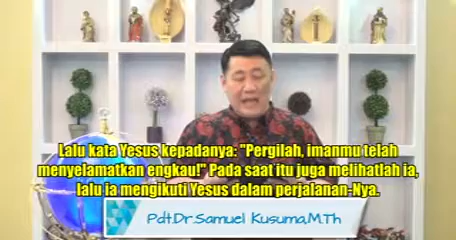 Lalu kata Yesus kepadanya: "Pergilah, imanmu telah
menyelamatkan engkau!" Pada saat itu juga melihatlah ia,
lalu ia mengikuti Yesus dalam perjalanan-Nya.
Pdt.Dr.Samuel Kusuma,M.Th